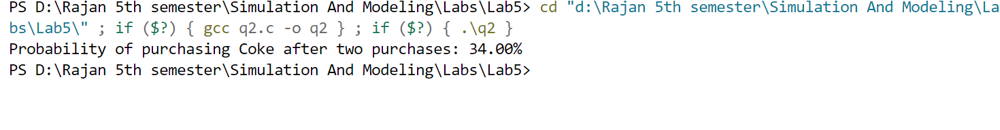 PS D:\Rajan 5th semester\Simulation And Modeling\Labs\Lab5> cd "d:\Rajan 5th semester\Simulation And Modeling\La
bs\Lab5\" ; if ($?) { gcc q2.c -o q2 } ; if ($?) { .\q2 }
Probability of purchasing Coke after two purchases: 34.00%
PS D:\Rajan 5th semester\Simulation And Modeling\Labs\Lab5>